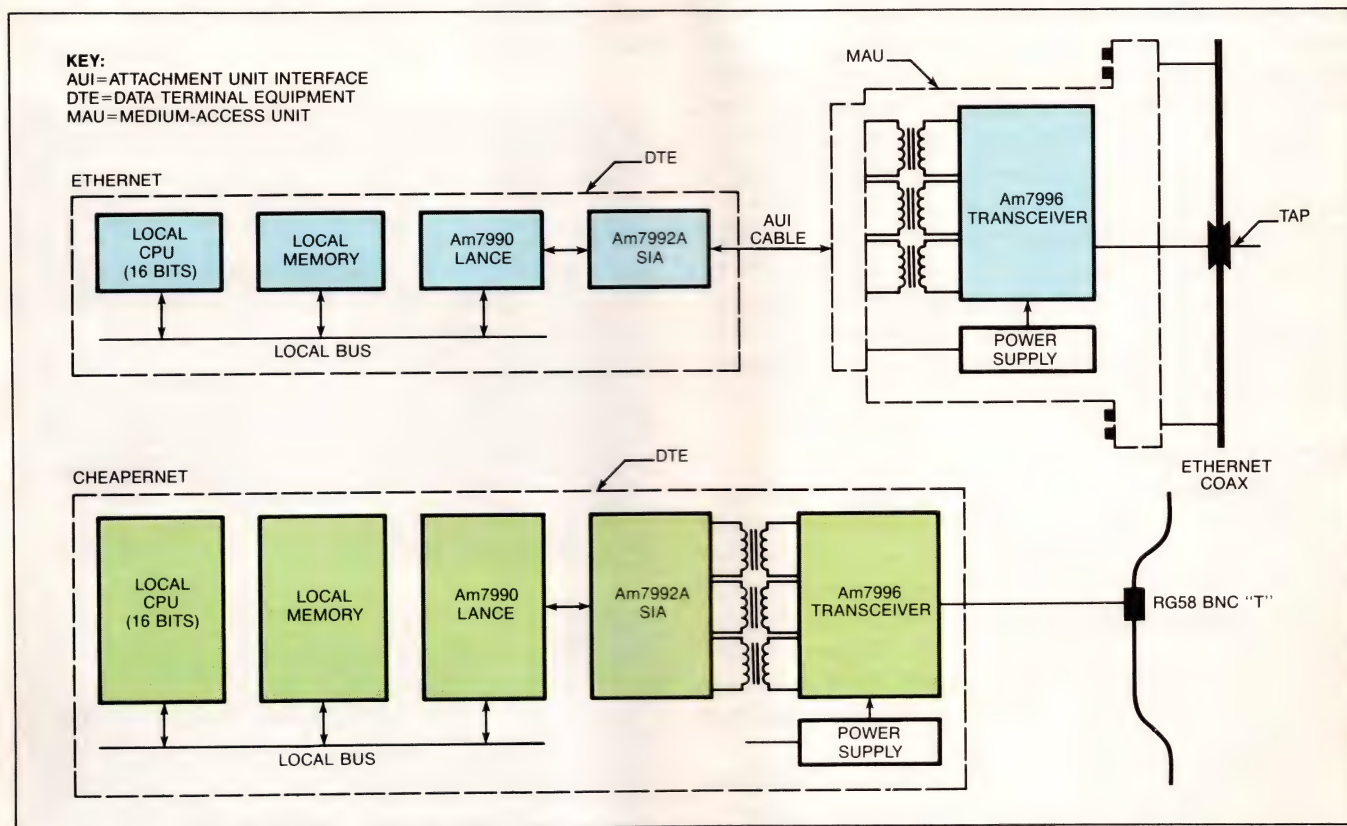 KEY:
AUI=ATTACHMENT UNIT INTERFACE
DTE=DATA TERMINAL EQUIPMENT
MAU=MEDIUM-ACCESS UNIT
ETHERNET
DTE
LOCAL
CPU
(16 BITS)
LOCAL
MEMORY
Am7990
LANCE
Am7992A
SIA
LOCAL BUS
AUI
CABLE
MAU
Am7996
TRANSCEIVER
POWER
SUPPLY
TAP
ETHERNET
COAX
CHEAPERNET
DTE
LOCAL
CPU
(16 BITS)
LOCAL
MEMORY
Am7990
LANCE
Am7992A
SIA
Am7996
TRANSCEIVER
POWER
SUPPLY
LOCAL BUS
RG58 BNC "T"